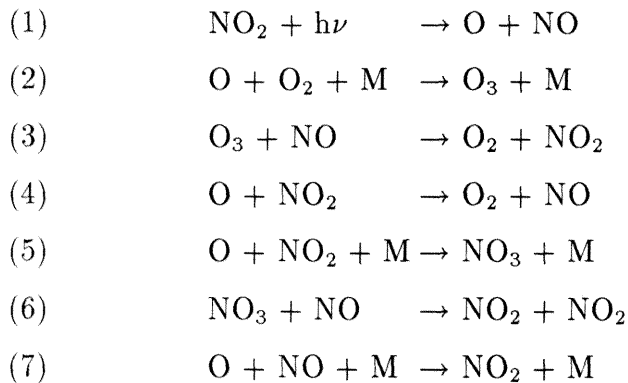 (1) NO₂ + hν → O + NO
(2) O + O₂ + M → O₃ + M
(3) O₃ + NO → O₂ + NO₂
(4) O + NO₂ → O₂ + NO
(5) O + NO₂ + M → NO₃ + M
(6) NO₃ + NO → NO₂ + NO₂
(7) O + NO + M → NO₂ + M